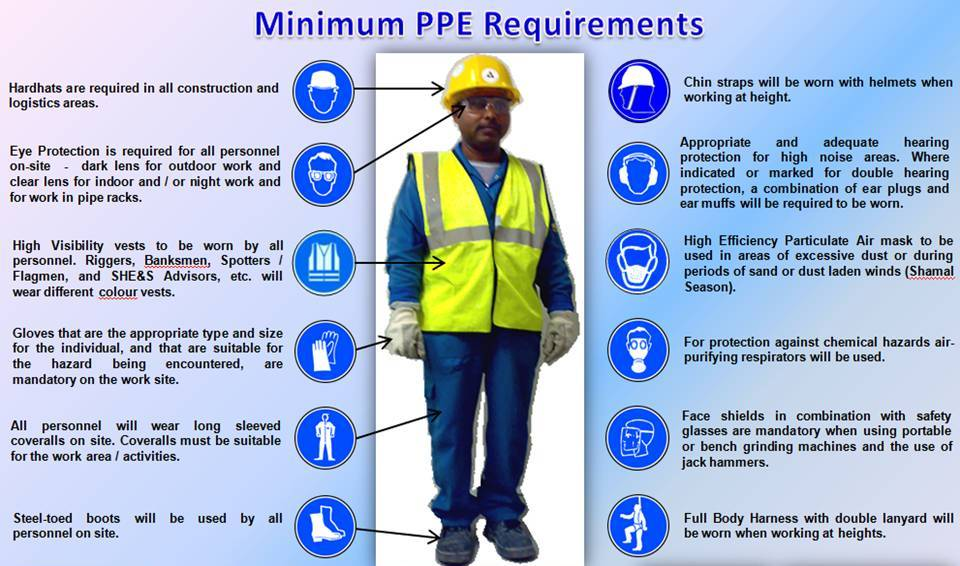 Minimum PPE Requirements
Hardhats are required in all construction and
logistics areas.
Eye Protection is required for all personnel
on-site - dark lens for outdoor work and
clear lens for indoor and / or night work and
for work in pipe racks.
High Visibility vests to be worn by all
personnel. Riggers, Banksmen, Spotters /
Flagmen, and SHE&S Advisors, etc. will
wear different colour vests.
Gloves that are the appropriate type and size
for the individual, and that are suitable for
the hazard being encountered, are
mandatory on the work site.
All personnel will wear long sleeved
coveralls on site. Coveralls must be suitable
for the work area / activities.
Steel-toed boots will be used by all
personnel on site.
Chin straps will be worn with helmets when
working at height.
Appropriate and adequate hearing
protection for high noise areas. Where
indicated or marked for double hearing
protection, a combination of ear plugs and
ear muffs will be required to be worn.
High Efficiency Particulate Air mask to be
used in areas of excessive dust or during
periods of sand or dust laden winds (Shamal
Season).
For protection against chemical hazards air-
purifying respirators will be used.
Face shields in combination with safety
glasses are mandatory when using portable
or bench grinding machines and the use of
jack hammers.
Full Body Harness with double lanyard will
be worn when working at heights.